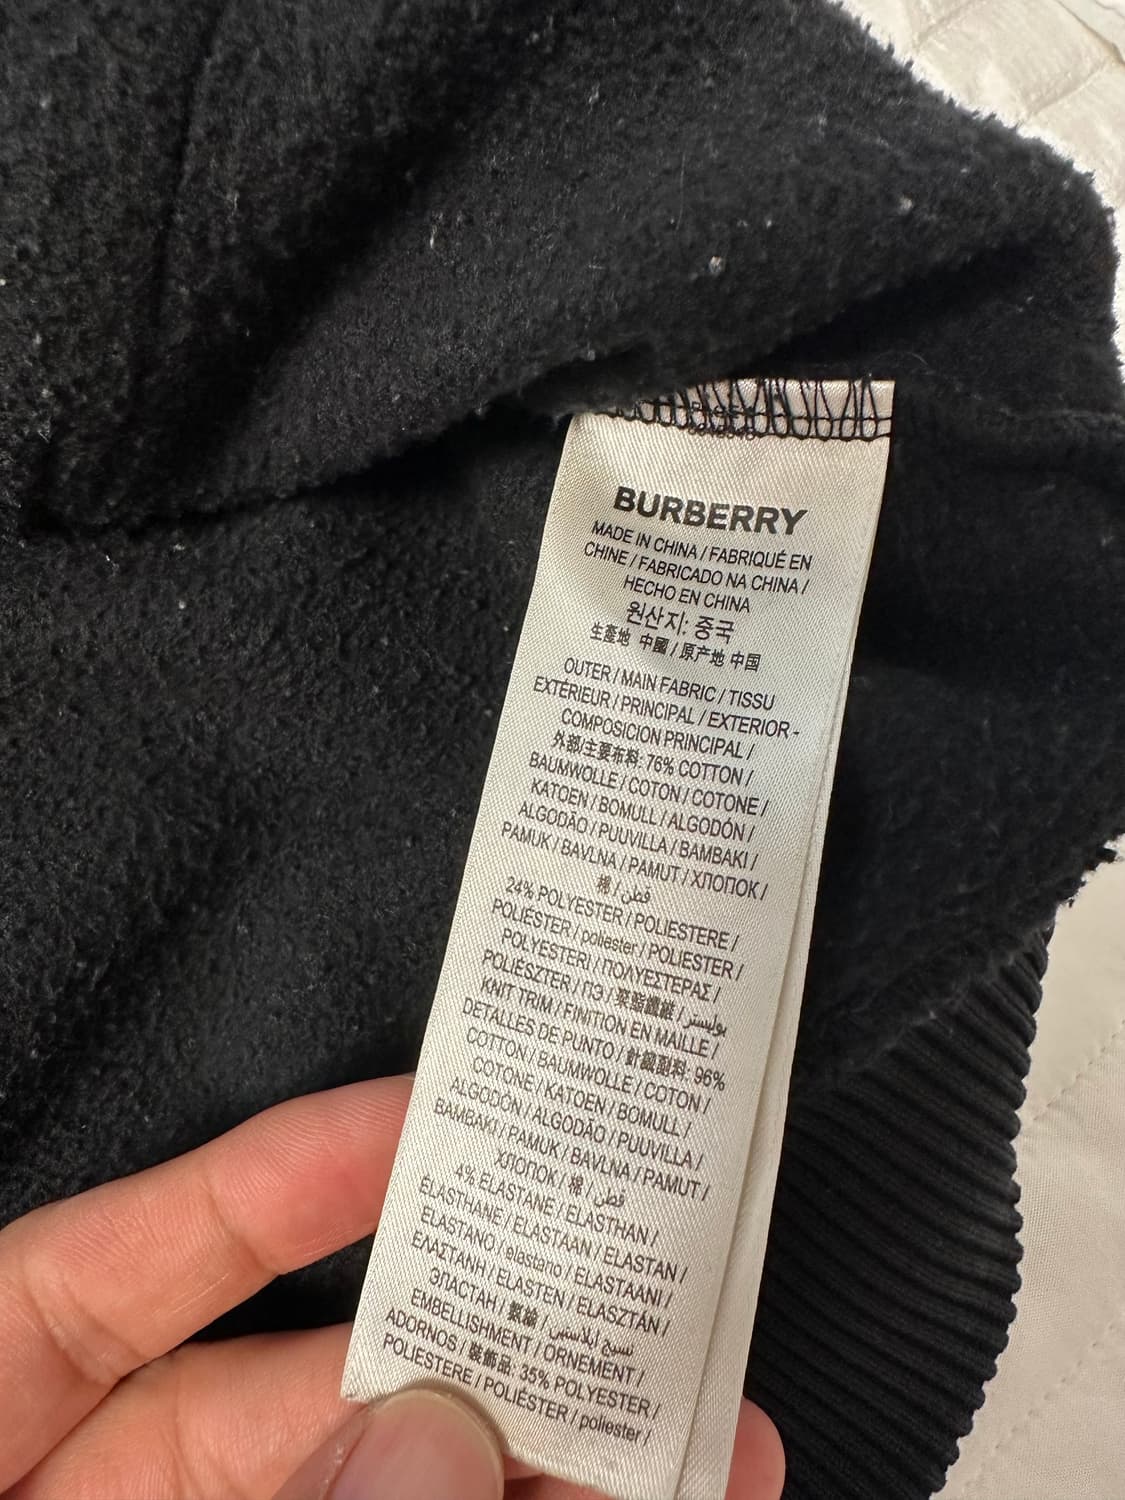 BURBERRY
MADE IN CHINA / FABRIQUÉ EN
CHINE / FABRICADO NA CHINA /
HECHO EN CHINA
원산지: 중국
生產地 中國 / 原产地 中国
OUTER / MAIN FABRIC / TISSU
EXTÉRIEUR / PRINCIPAL / EXTERIOR -
COMPOSICION PRINCIPAL /
外部/主要布料: 76% COTTON /
BAUMWOLLE / COTON / COTONE /
KATOEN / BOMULL / ALGODÓN /
ALGODÃO / PUUVILLA / BAMBAKI /
PAMUK / BAVLNA / PAMUT / ХЛОПОК /
棉 / قطن
24% POLYESTER / POLIESTERE /
POLIÉSTER / poliester / POLIESTER /
POLYESTERI / ΠΟΛΥΕΣΤΕΡΑΣ /
POLIÉSZTER / ПЭ / 聚酯纖維 / بوليستر
KNIT TRIM / FINITION EN MAILLE /
DETALLES DE PUNTO / 針織副料: 96%
COTTON / BAUMWOLLE / COTON /
COTONE / KATOEN / BOMULL /
ALGODÓN / ALGODÃO / PUUVILLA /
BAMBAKI / PAMUK / BAVLNA / PAMUT /
ХЛОПОК / 棉 / قطن
4% ELASTANE / ELASTHAN /
ÉLASTHANE / ELASTAAN / ELASTAN /
ELASTANO / elastano / ELASTAANI /
ΕΛΑΣΤΑΝΗ / ELASTEN / ELASZTÁN /
ЭЛАСТАН / 氨綸 / نسيج إيلاستين
EMBELLISHMENT / ORNEMENT /
ADORNOS / 裝飾品: 35% POLYESTER /
POLIESTERE / POLIÉSTER / poliester /